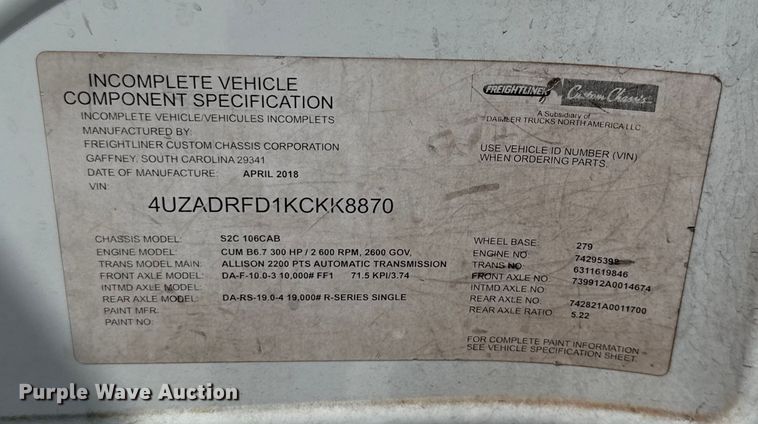 INCOMPLETE VEHICLE
COMPONENT SPECIFICATION
INCOMPLETE VEHICLE/VEHICULES INCOMPLETS
MANUFACTURED BY:
FREIGHTLINER CUSTOM CHASSIS CORPORATION
GAFFNEY, SOUTH CAROLINA 29341
DATE OF MANUFACTURE: APRIL 2018
VIN:
4UZADRFD1KCKK8870
FREIGHTLINER Custom Chassis
A Subsidiary of
DAIMLER TRUCKS NORTH AMERICA LLC
USE VEHICLE ID NUMBER (VIN)
WHEN ORDERING PARTS.
CHASSIS MODEL: S2C 106CAB
ENGINE MODEL: CUM B6.7 300 HP / 2 600 RPM, 2600 GOV,
TRANS MODEL MAIN: ALLISON 2200 PTS AUTOMATIC TRANSMISSION
FRONT AXLE MODEL: DA-F-10.0-3 10,000# FF1 71.5 KPI/3.74
INTMD AXLE MODEL:
REAR AXLE MODEL: DA-RS-19.0-4 19,000# R-SERIES SINGLE
PAINT MFR:
PAINT NO:
WHEEL BASE: 279
ENGINE NO: 74295398
TRANS NO: 6311619846
FRONT AXLE NO: 739912A0014674
INTMD AXLE NO:
REAR AXLE NO: 742821A0011700
REAR AXLE RATIO 5.22
FOR COMPLETE PAINT INFORMATION
SEE VEHICLE SPECIFICATION SHEET.
Purple Wave Auction